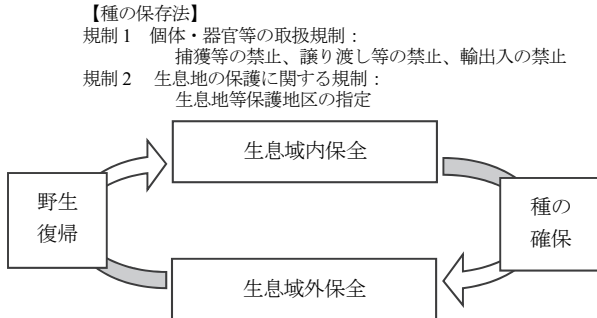 【種の保存法】
規制1 個体・器官等の取扱規制：
捕獲等の禁止、譲り渡し等の禁止、輸出入の禁止
規制2 生息地の保護に関する規制：
生息地等保護地区の指定
生息域内保全
野生
復帰
種の
確保
生息域外保全